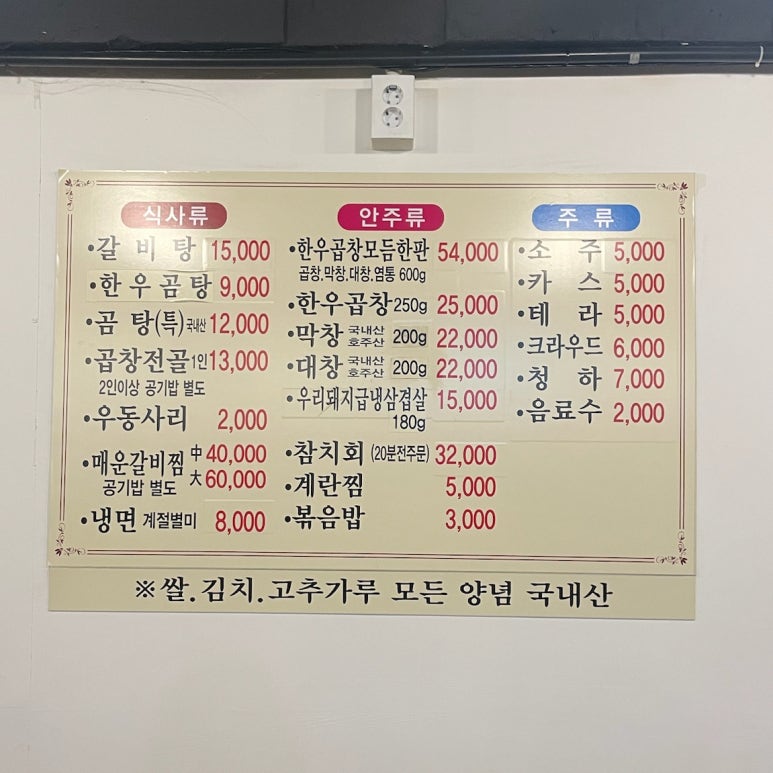 식사류
•갈비탕 15,000
•한우곰탕 9,000
•곰탕(특) 국내산 12,000
•곱창전골 1인 13,000
2인이상 공기밥 별도
•우동사리 2,000
•매운갈비찜 中 40,000
공기밥 별도 大 60,000
•냉면 계절별미 8,000
안주류
•한우곱창모듬한판 54,000
곱창,막창,대창,염통 600g
•한우곱창 250g 25,000
•막창 국내산 호주산 200g 22,000
•대창 국내산 호주산 200g 22,000
•우리돼지급냉삼겹살 15,000
180g
•참치회 (20분전주문) 32,000
•계란찜 5,000
•볶음밥 3,000
주류
•소주 5,000
•카스 5,000
•테라 5,000
•크라우드 6,000
•청하 7,000
•음료수 2,000
※쌀.김치.고추가루 모든 양념 국내산